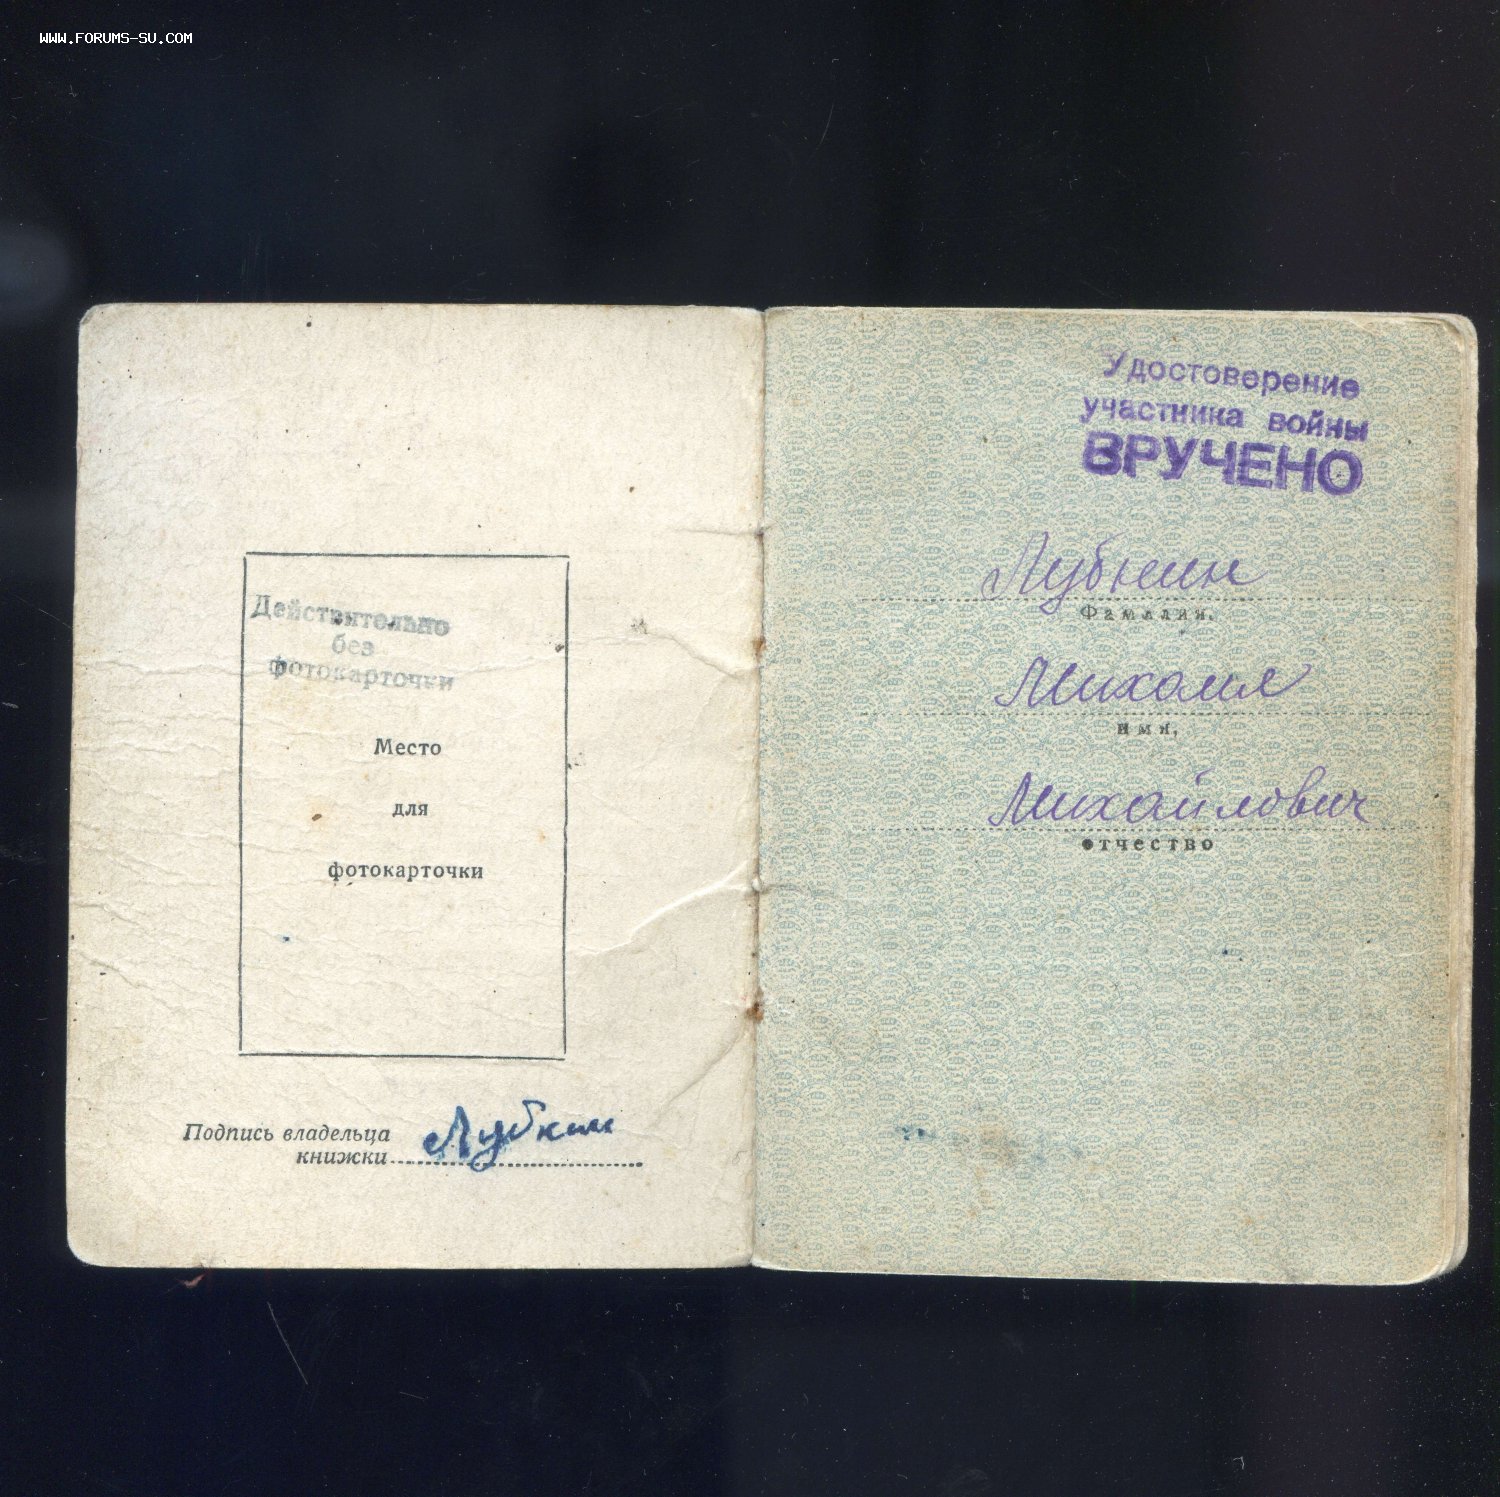 WWW.FORUMS-SU.COM
Действительно
без
фотокарточки
Место
для
фотокарточки
Подпись владельца
книжки
Лубкин
Удостоверение
участника войны
ВРУЧЕНО
Лубкин
Фамилия.
Михаил
имя,
Михайлович
отчество